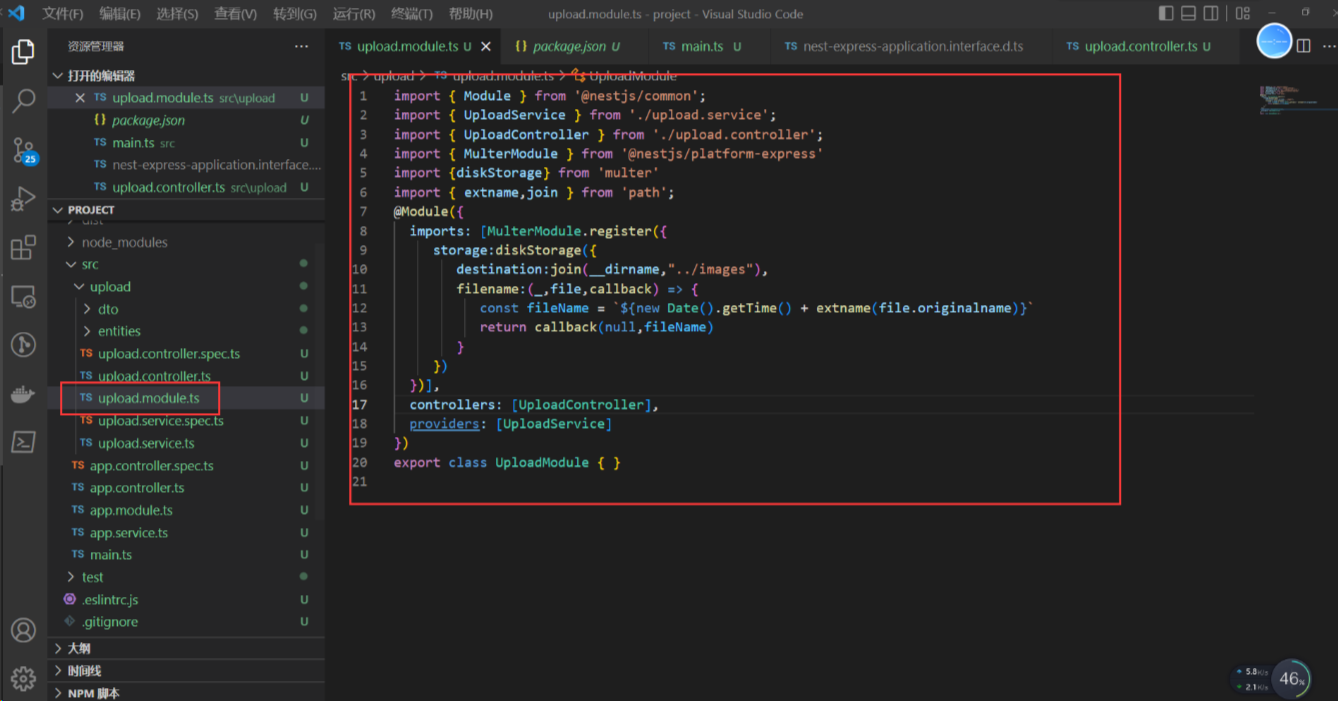 文件(F) 编辑(E) 选择(S) 查看(V) 转到(G) 运行(R) 终端(T) 帮助(H) upload.module.ts - project - Visual Studio Code
资源管理器 ···
打开的编辑器
TS upload.module.ts src\upload U
{} package.json U
TS main.ts src U
TS nest-express-application.interface....
TS upload.controller.ts src\upload U
PROJECT
dist
node_modules
src
upload
dto
entities
TS upload.controller.spec.ts U
TS upload.controller.ts U
TS upload.module.ts U
TS upload.service.spec.ts U
TS upload.service.ts U
TS app.controller.spec.ts U
TS app.controller.ts U
TS app.module.ts U
TS app.service.ts U
TS main.ts U
test
.eslintrc.js U
.gitignore U
大纲
时间线
NPM 脚本
25
TS upload.module.ts U {} package.json U TS main.ts U TS nest-express-application.interface.d.ts TS upload.controller.ts U ···
src > upload > TS upload.module.ts > UploadModule
1 import { Module } from '@nestjs/common';
2 import { UploadService } from './upload.service';
3 import { UploadController } from './upload.controller';
4 import { MulterModule } from '@nestjs/platform-express'
5 import {diskStorage} from 'multer'
6 import { extname,join } from 'path';
7 @Module({
8 imports: [MulterModule.register({
9 storage:diskStorage({
10 destination:join(__dirname,"../images"),
11 filename:(_,file,callback) => {
12 const fileName = `${new Date().getTime() + extname(file.originalname)}`
13 return callback(null,fileName)
14 }
15 })
16 })],
17 controllers: [UploadController],
18 providers: [UploadService]
19 })
20 export class UploadModule { }
21
5.8K/s
2.1K/s
46%